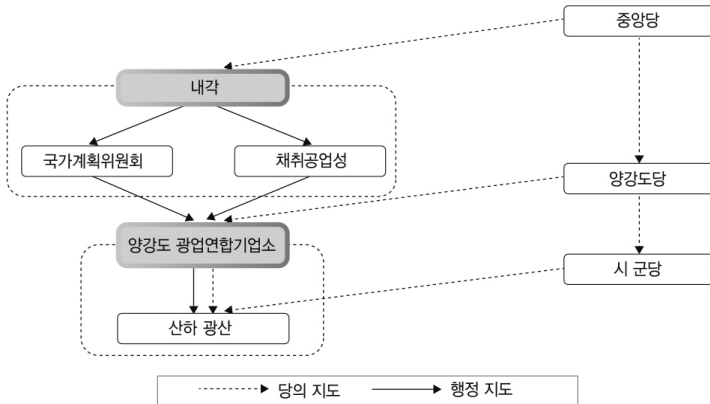 중앙당
내각
국가계획위원회
채취공업성
양강도당
양강도 광업연합기업소
시 군당
산하 광산
당의 지도
행정 지도